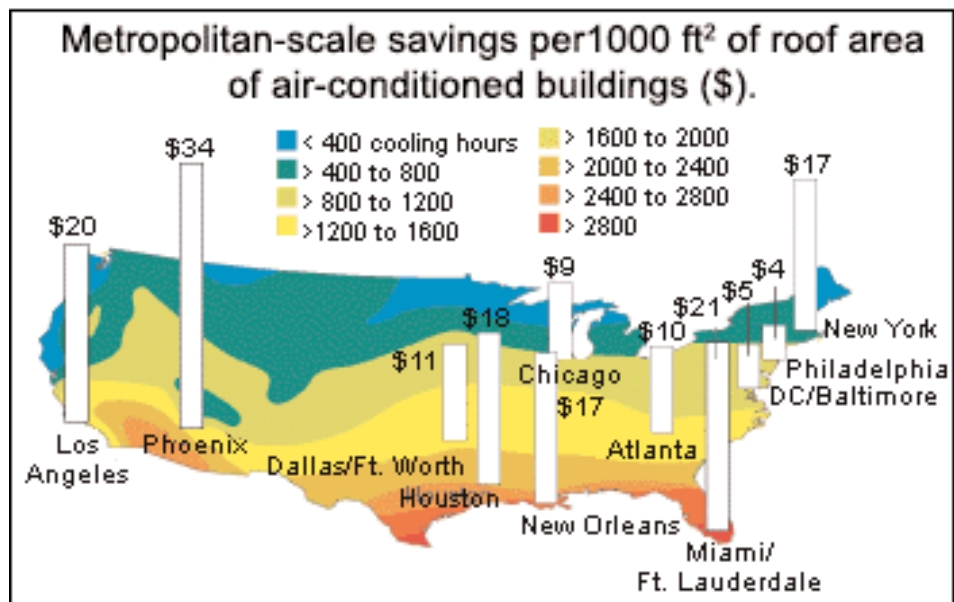 Metropolitan-scale savings per1000 ft² of roof area
of air-conditioned buildings ($).
< 400 cooling hours
> 400 to 800
> 800 to 1200
>1200 to 1600
> 1600 to 2000
> 2000 to 2400
> 2400 to 2800
> 2800
$20
$34
$11
$18
$9
$17
$10
$21
$5
$4
$17
Los
Angeles
Phoenix
Dallas/Ft. Worth
Houston
Chicago
New Orleans
Atlanta
Miami/
Ft. Lauderdale
DC/Baltimore
Philadelphia
New York